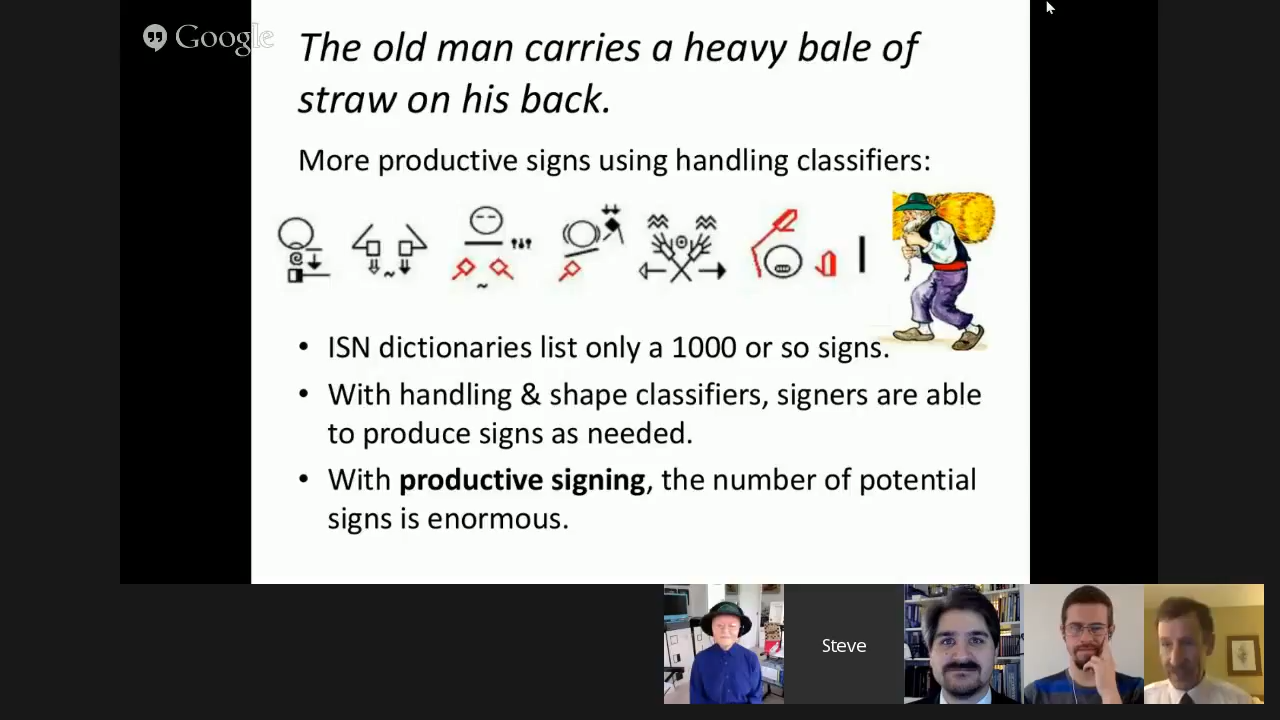 Google
The old man carries a heavy bale of
straw on his back.
More productive signs using handling classifiers:
• ISN dictionaries list only a 1000 or so signs.
• With handling & shape classifiers, signers are able
to produce signs as needed.
• With productive signing, the number of potential
signs is enormous.
Steve